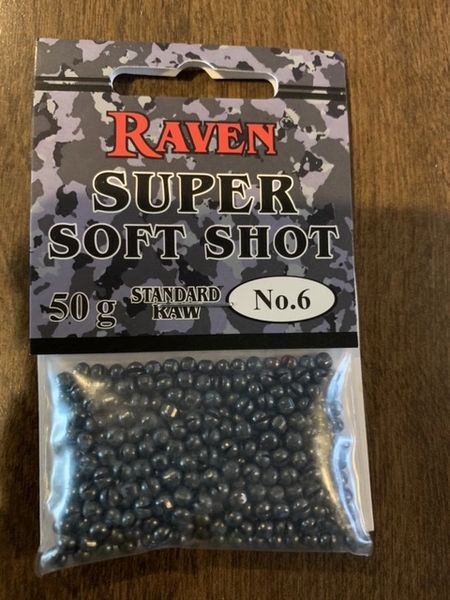 RAVEN
SUPER
SOFT SHOT
50 g STANDARD KAW No.6